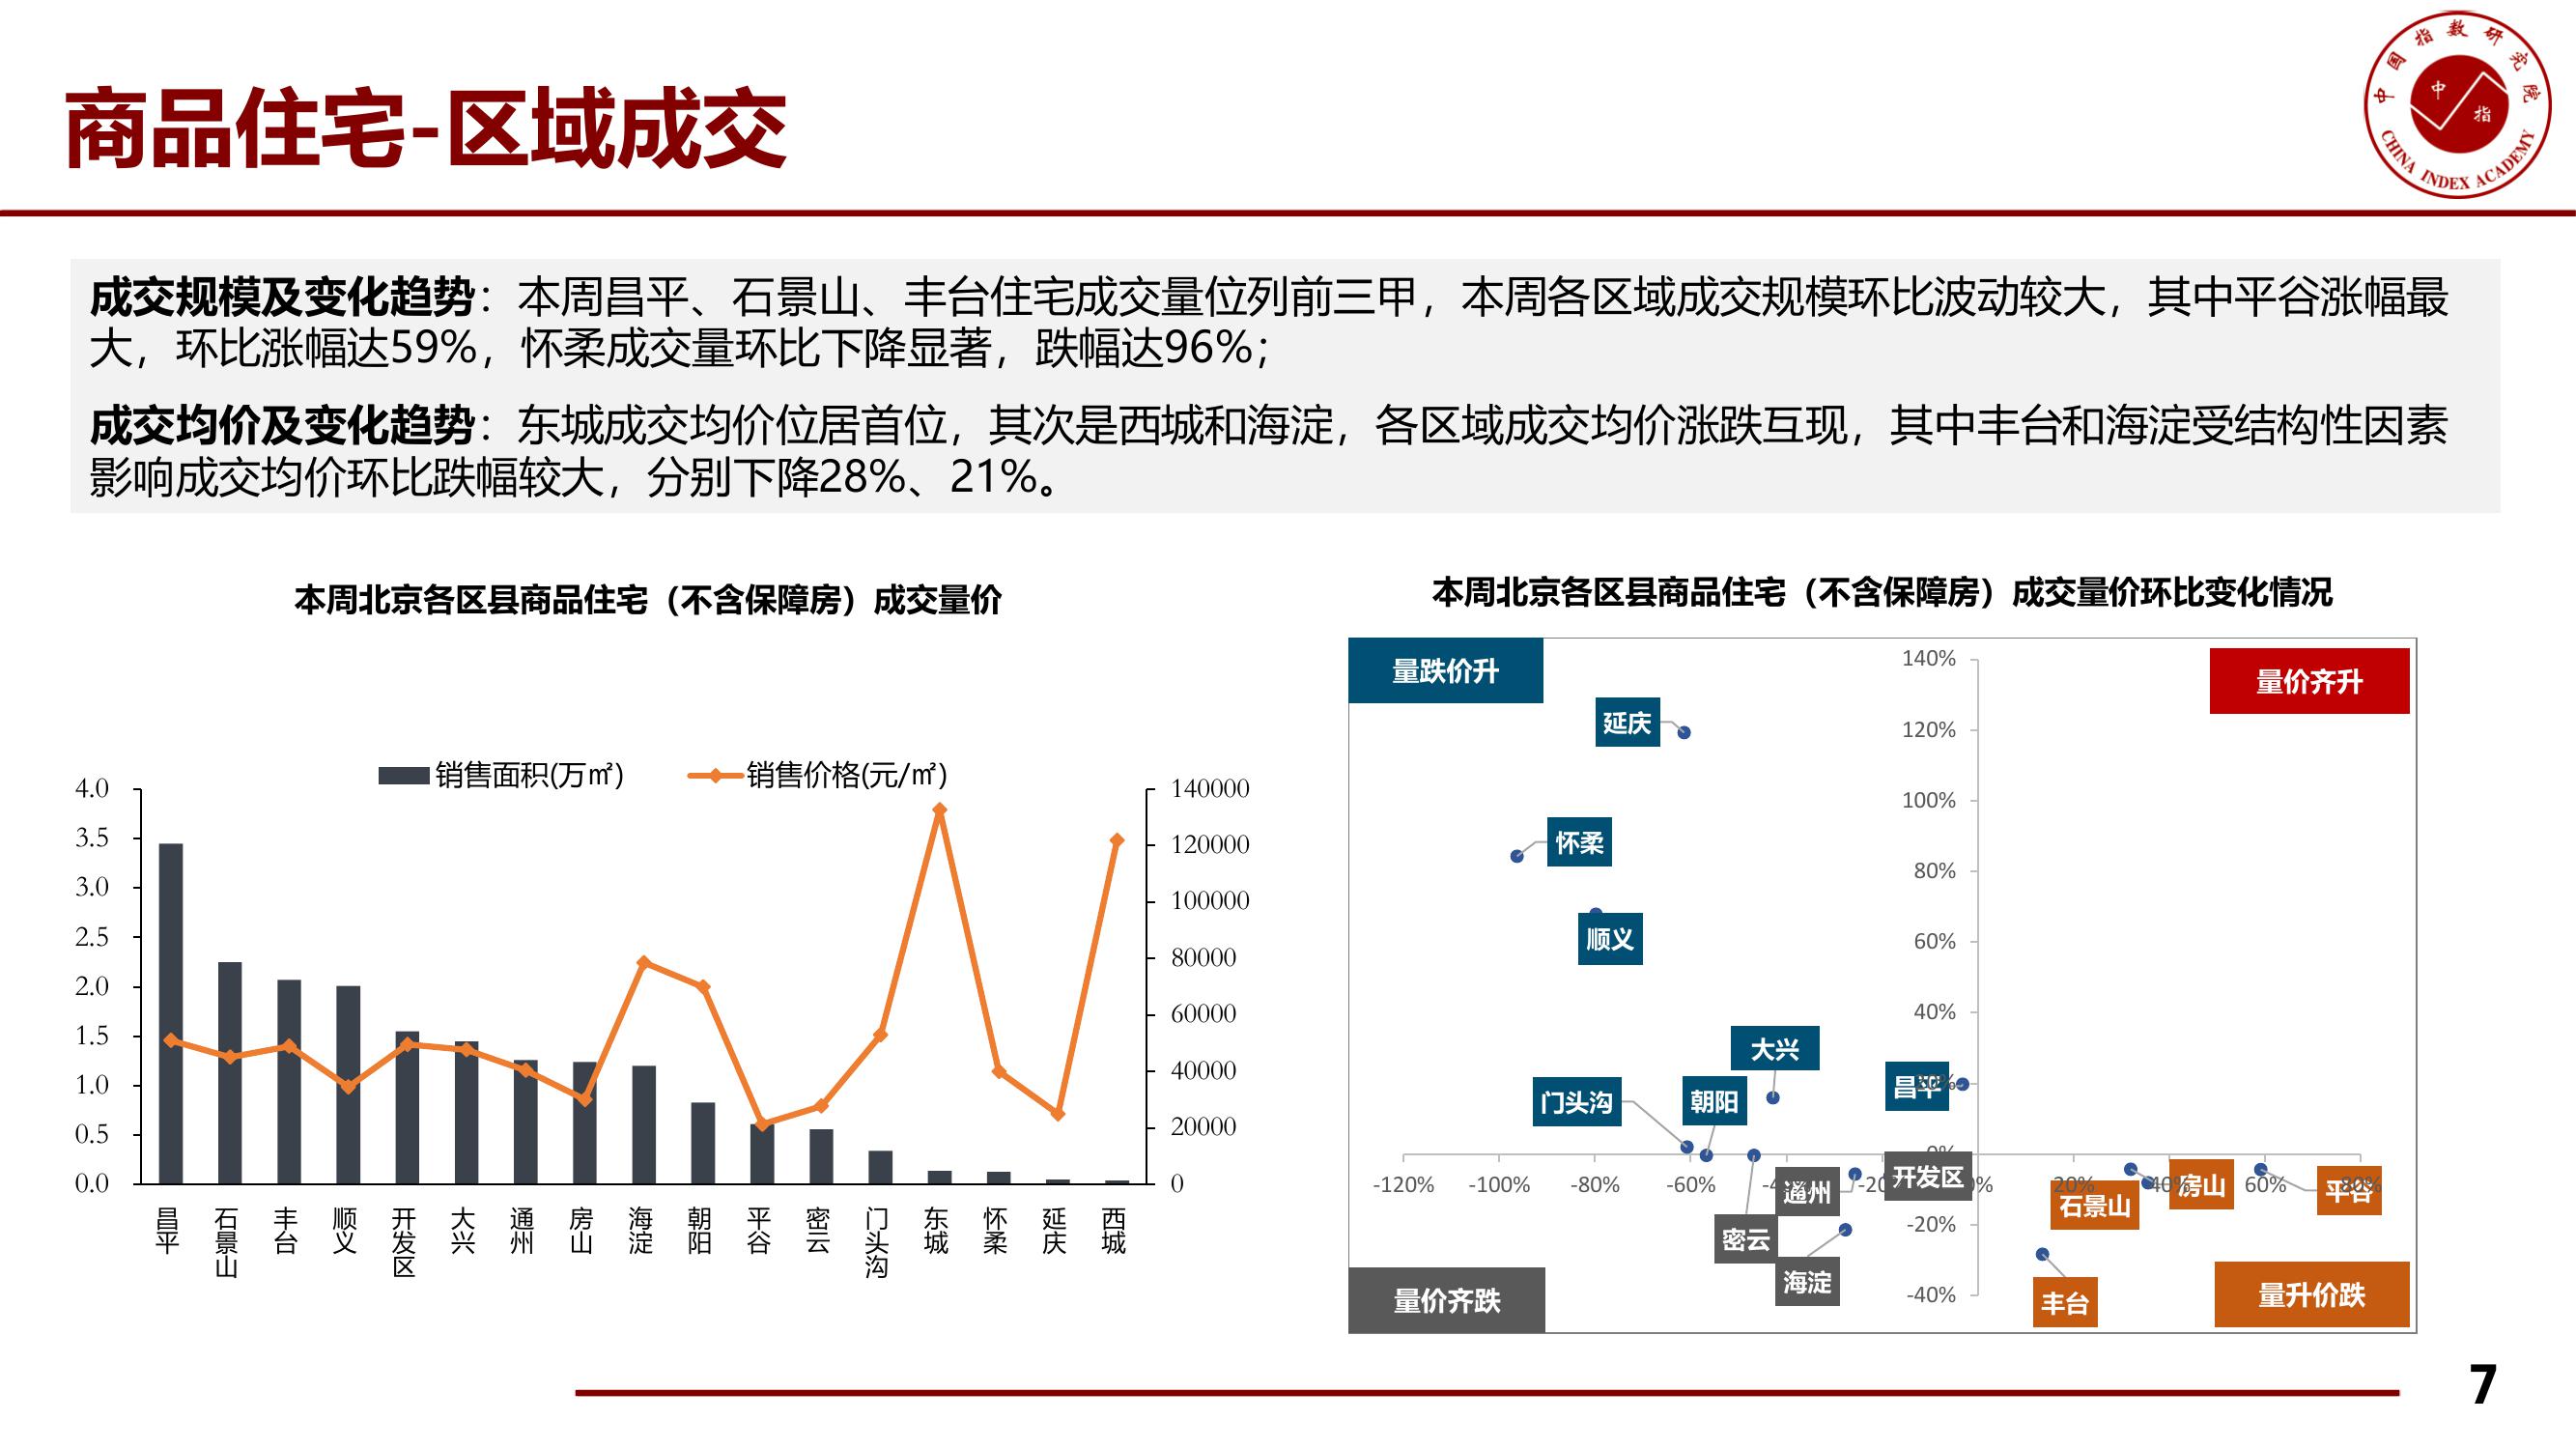 商品住宅-区域成交
中国指数研究院
中指
CHINA INDEX ACADEMY
成交规模及变化趋势：本周昌平、石景山、丰台住宅成交量位列前三甲，本周各区域成交规模环比波动较大，其中平谷涨幅最
大，环比涨幅达59%，怀柔成交量环比下降显著，跌幅达96%；
成交均价及变化趋势：东城成交均价位居首位，其次是西城和海淀，各区域成交均价涨跌互现，其中丰台和海淀受结构性因素
影响成交均价环比跌幅较大，分别下降28%、21%。
本周北京各区县商品住宅（不含保障房）成交量价
销售面积(万㎡)
销售价格(元/㎡)
4.0
3.5
3.0
2.5
2.0
1.5
1.0
0.5
0.0
140000
120000
100000
80000
60000
40000
20000
0
昌平
石景山
丰台
顺义
开发区
大兴
通州
房山
海淀
朝阳
平谷
密云
门头沟
东城
怀柔
延庆
西城
本周北京各区县商品住宅（不含保障房）成交量价环比变化情况
量跌价升
量价齐升
140%
120%
100%
80%
60%
40%
20%
0%
-20%
-40%
延庆
怀柔
顺义
大兴
门头沟
朝阳
昌平
-120%
-100%
-80%
-60%
-40%
-20%
0%
20%
40%
60%
80%
通州
开发区
密云
海淀
石景山
房山
平谷
丰台
量价齐跌
量升价跌
7